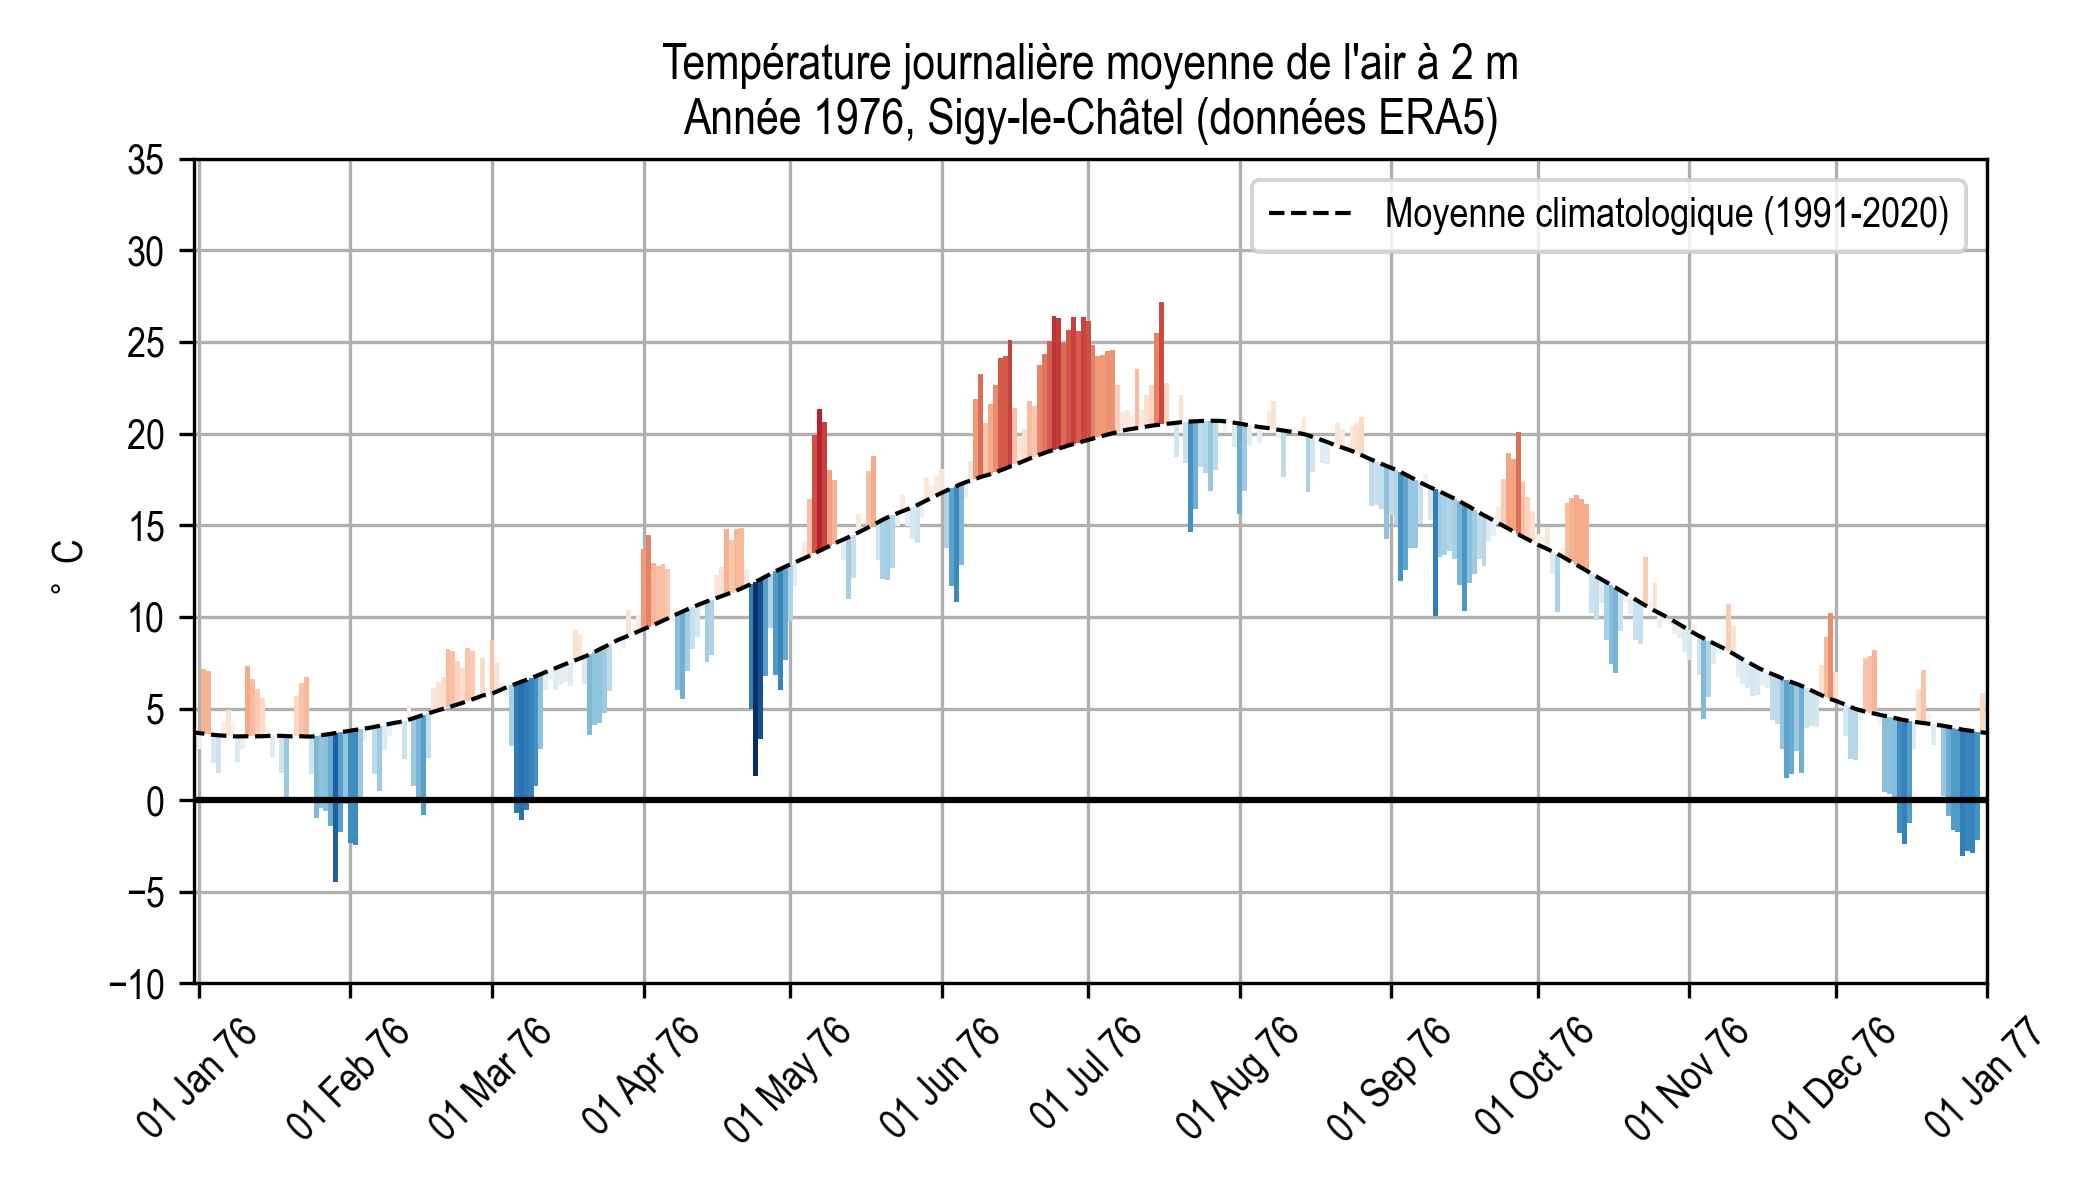 Température journalière moyenne de l'air à 2 m
Année 1976, Sigy-le-Châtel (données ERA5)
Moyenne climatologique (1991-2020)
° C
35
30
25
20
15
10
5
0
−5
−10
01 Jan 76
01 Feb 76
01 Mar 76
01 Apr 76
01 May 76
01 Jun 76
01 Jul 76
01 Aug 76
01 Sep 76
01 Oct 76
01 Nov 76
01 Dec 76
01 Jan 77